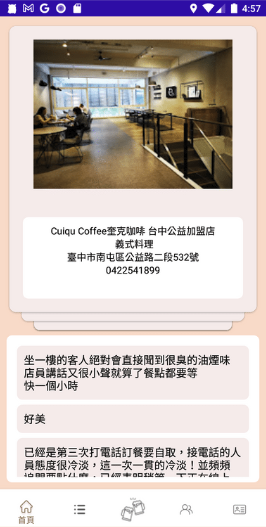 4:57
Cuiqu Coffee奎克咖啡 台中公益加盟店
義式料理
臺中市南屯區公益路二段532號
0422541899
坐一樓的客人絕對會直接聞到很臭的油煙味
店員講話又很小聲就算了餐點都要等
快一個小時
好美
已經是第三次打電話訂餐要自取，接電話的人
員態度很冷淡，這一次一貫的冷淡！並頻頻
首頁